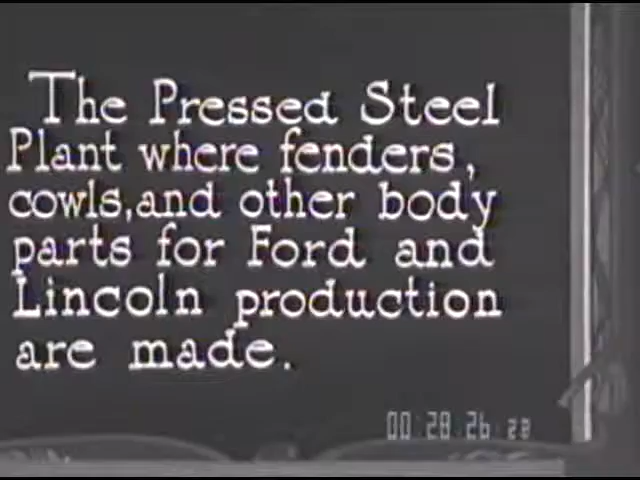 The Pressed Steel
Plant where fenders,
cowls, and other body
parts for Ford and
Lincoln production
are made.
00:28:26:23